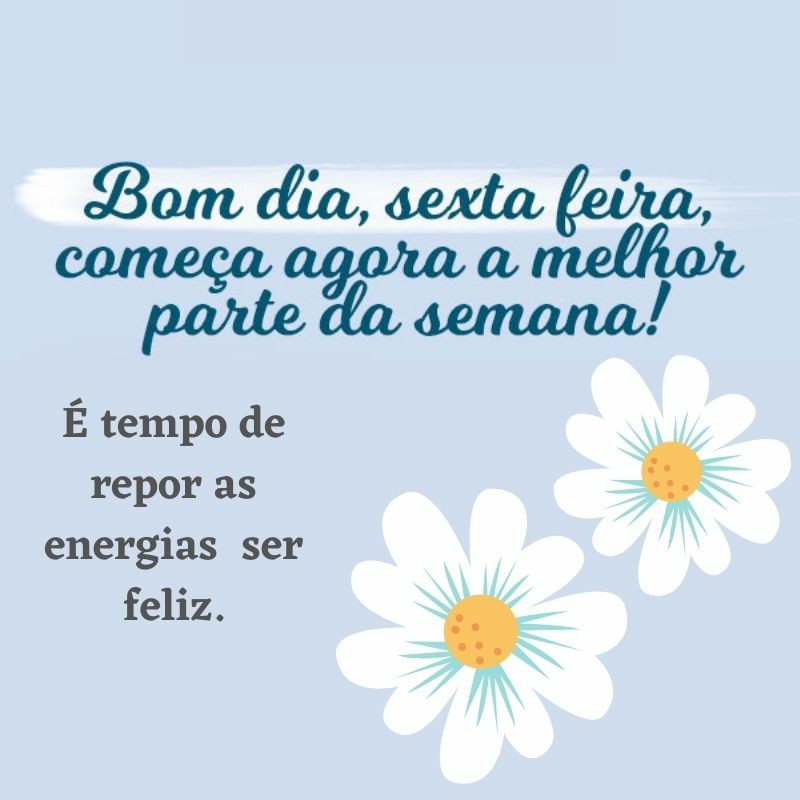 Bom dia, sexta feira,
começa agora a melhor
parte da semana!
É tempo de
repor as
energias ser
feliz.